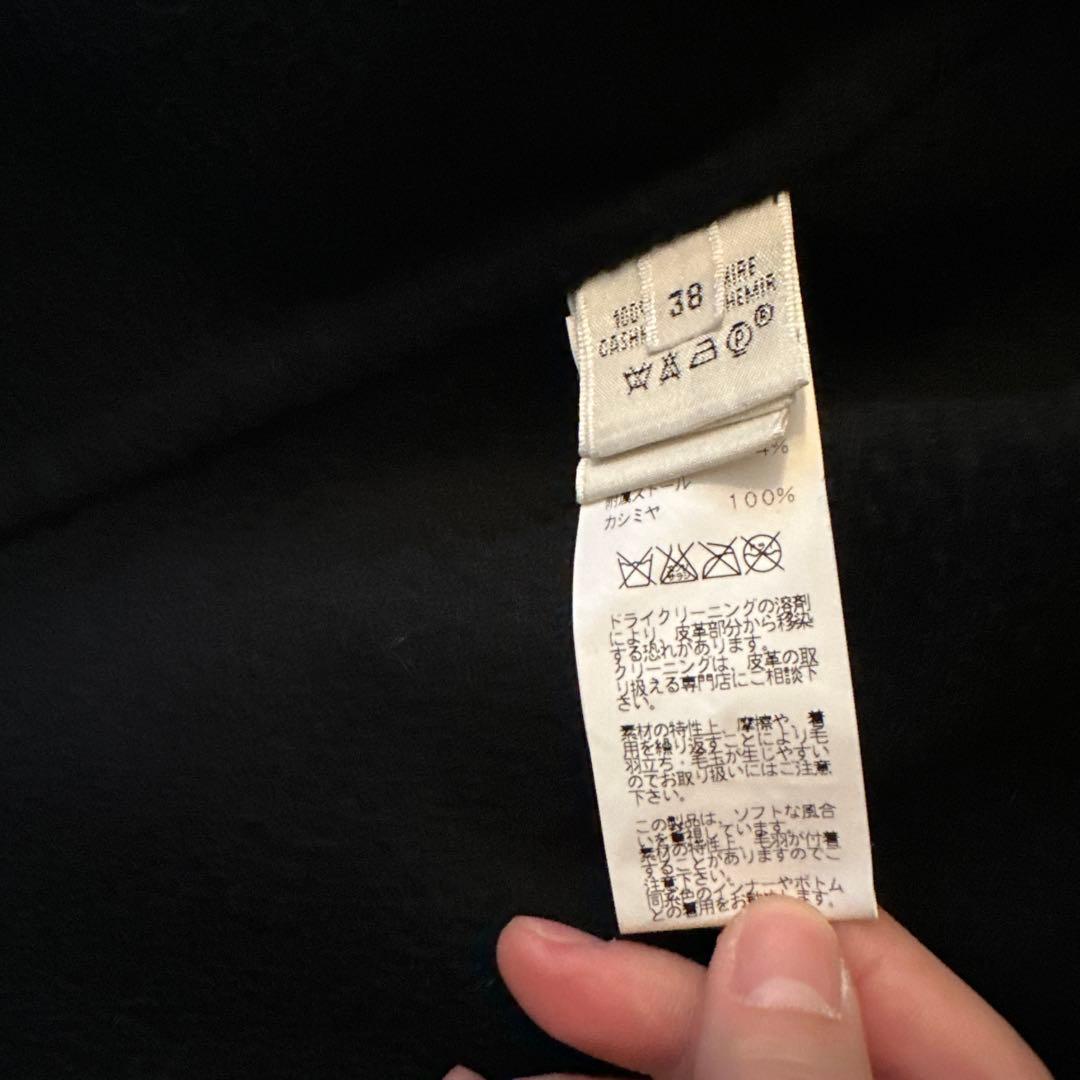 38
100%
CASH
AIRE
HEMIR
P
R
4%
附属ストール
カシミヤ 100%
ドライクリーニングの溶剤
により、皮革部分から移染
する恐れがあります。
クリーニングは、皮革の取
り扱える専門店にご相談下
さい。
素材の特性上、摩擦や、着
用を繰り返すことにより毛
羽立ち・毛玉が生じやすい
のでお取り扱いにはご注意
下さい。
この製品は、ソフトな風合
いを重視しています。
素材の特性上、毛羽が付着
することがありますのでご
注意下さい。
同系色のインナーやボトム
との着用をお勧めします。